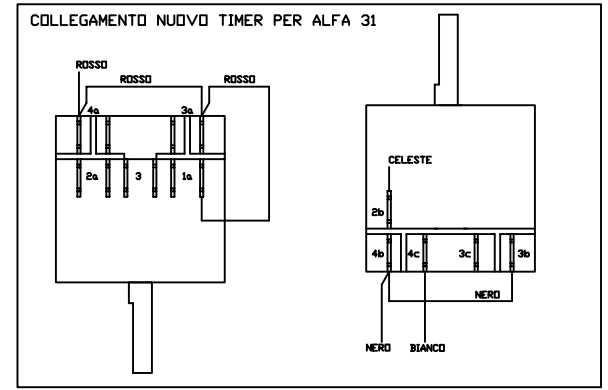 COLLEGAMENTO NUOVO TIMER PER ALFA 31
ROSSO
ROSSO
ROSSO
4a
3a
2a
3
1a
CELESTE
2b
4b
4c
3c
3b
NERO
NERO
BIANCO